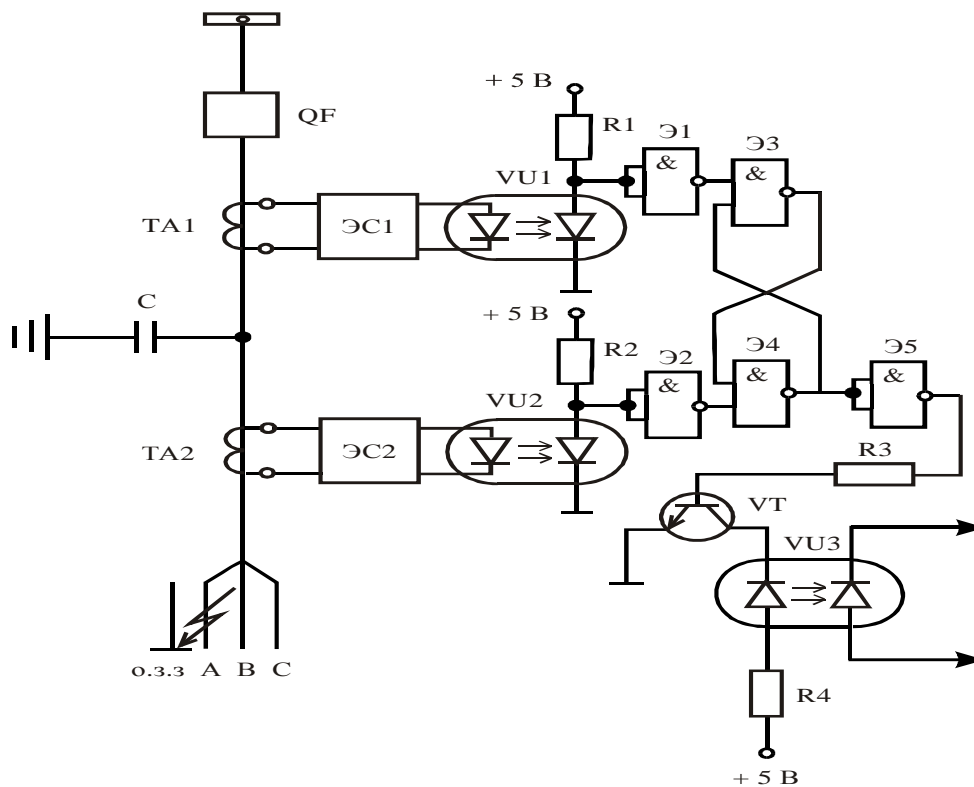 + 5 В
QF
R1
Э1
Э3
&
&
VU1
TA1
ЭС1
C
+ 5 В
R2
Э2
Э4
Э5
&
&
&
VU2
TA2
ЭС2
R3
VT
VU3
о.з.з А В С
R4
+ 5 В